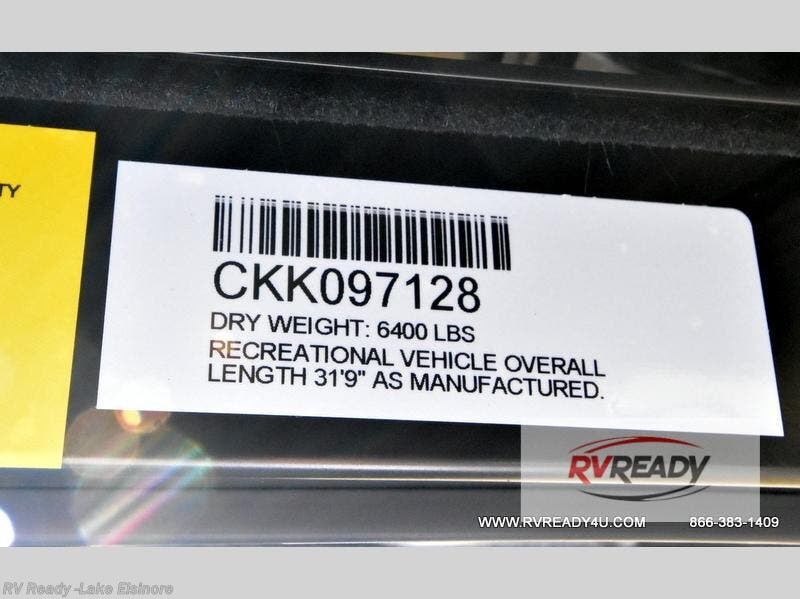 TY
CKK097128
DRY WEIGHT: 6400 LBS
RECREATIONAL VEHICLE OVERALL
LENGTH 31'9" AS MANUFACTURED.
RVREADY
WWW.RVREADY4U.COM 866-383-1409
RV Ready -Lake Elsinore